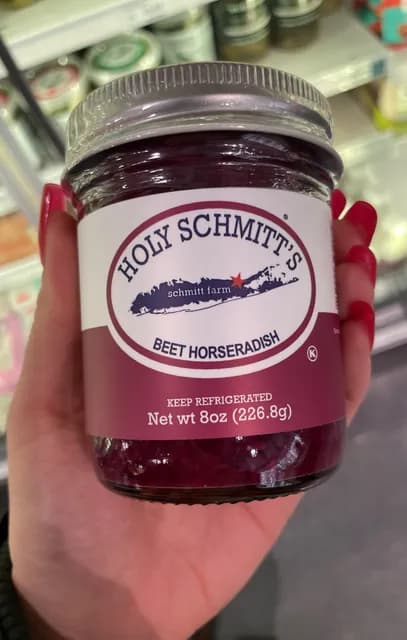 HOLY SCHMITT'S
®
schmitt farm
BEET HORSERADISH
K
KEEP REFRIGERATED
Net wt 8oz (226.8g)